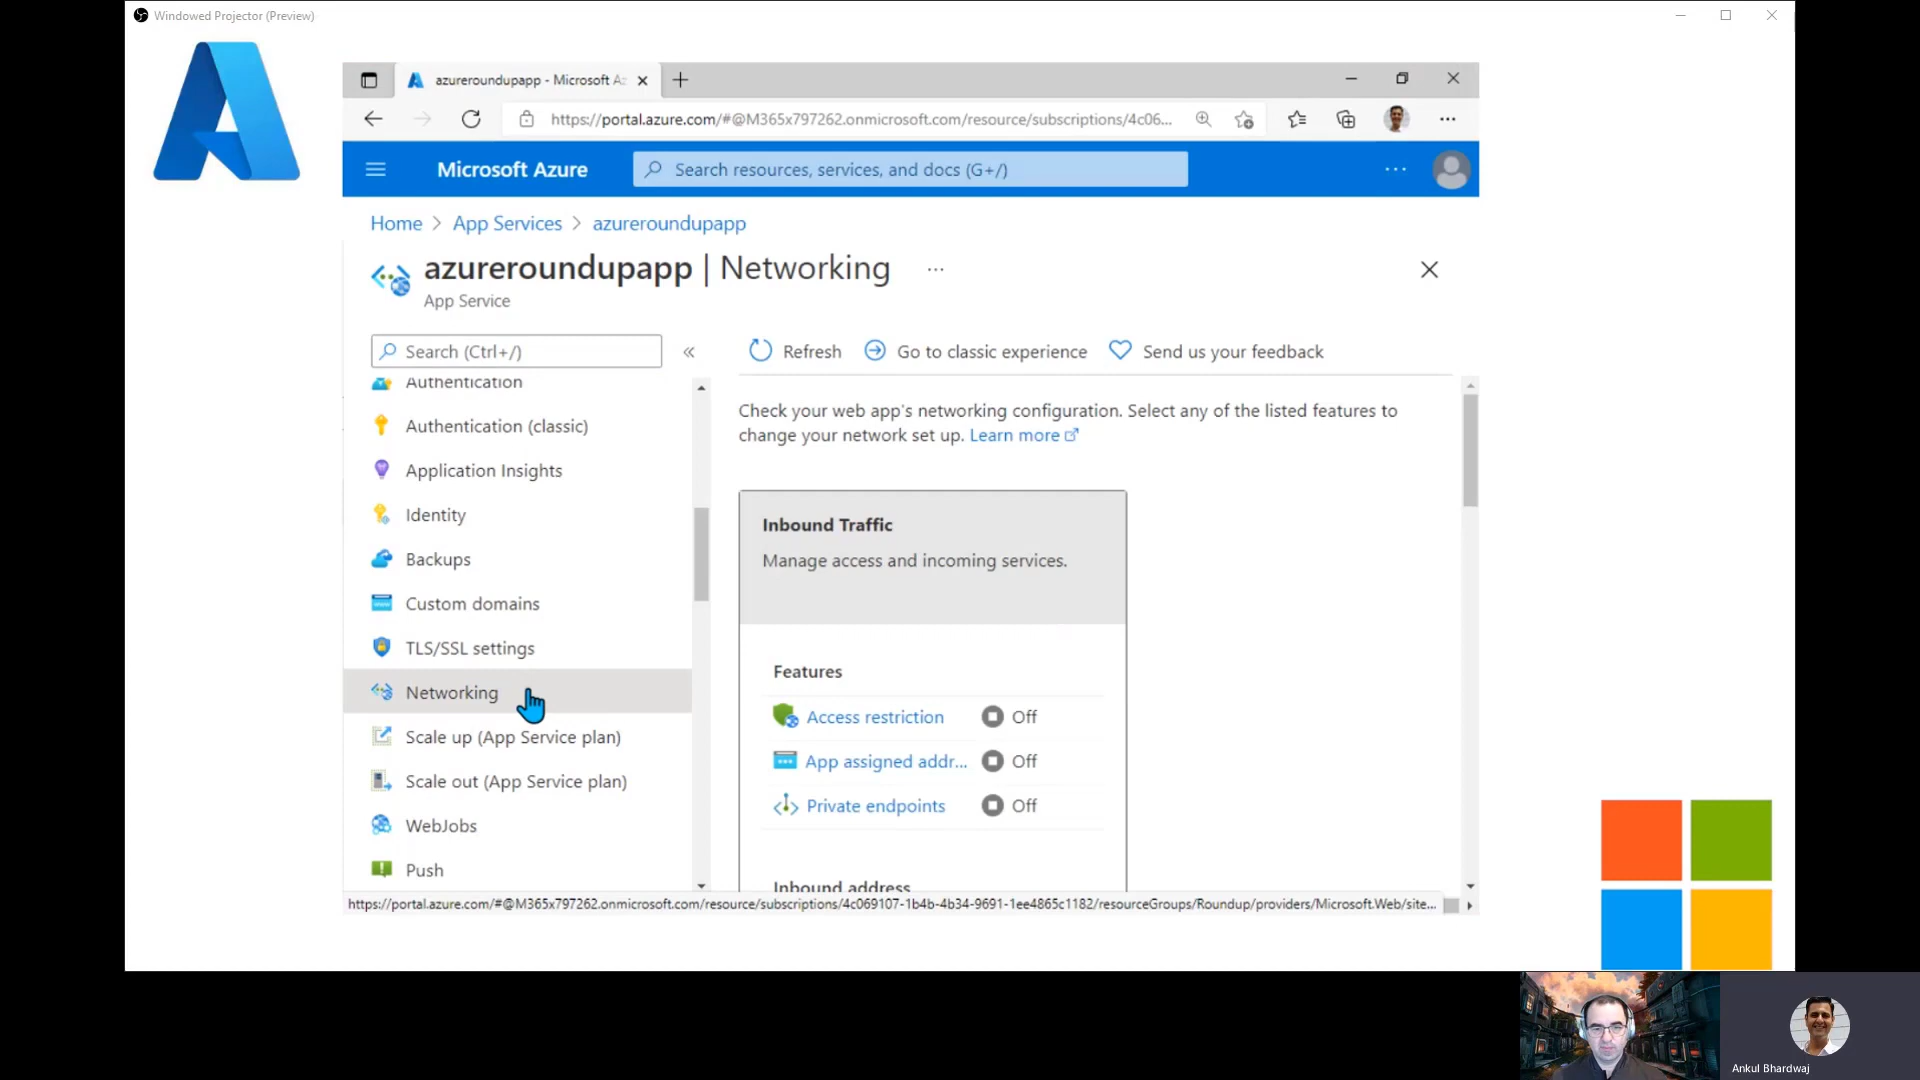 Windowed Projector (Preview)
azureroundupapp - Microsoft Az
https://portal.azure.com/#@M365x797262.onmicrosoft.com/resource/subscriptions/4c06...
Microsoft Azure
Search resources, services, and docs (G+/)
Home > App Services > azureroundupapp
azureroundupapp | Networking
App Service
Search (Ctrl+/)
Authentication
Authentication (classic)
Application Insights
Identity
Backups
Custom domains
TLS/SSL settings
Networking
Scale up (App Service plan)
Scale out (App Service plan)
WebJobs
Push
Refresh
Go to classic experience
Send us your feedback
Check your web app's networking configuration. Select any of the listed features to
change your network set up. Learn more
Inbound Traffic
Manage access and incoming services.
Features
Access restriction Off
App assigned addr... Off
Private endpoints Off
Inbound address
https://portal.azure.com/#@M365x797262.onmicrosoft.com/resource/subscriptions/4c069107-1b4b-4b34-9691-1ee4865c1182/resourceGroups/Roundup/providers/Microsoft.Web/site...
Ankul Bhardwaj